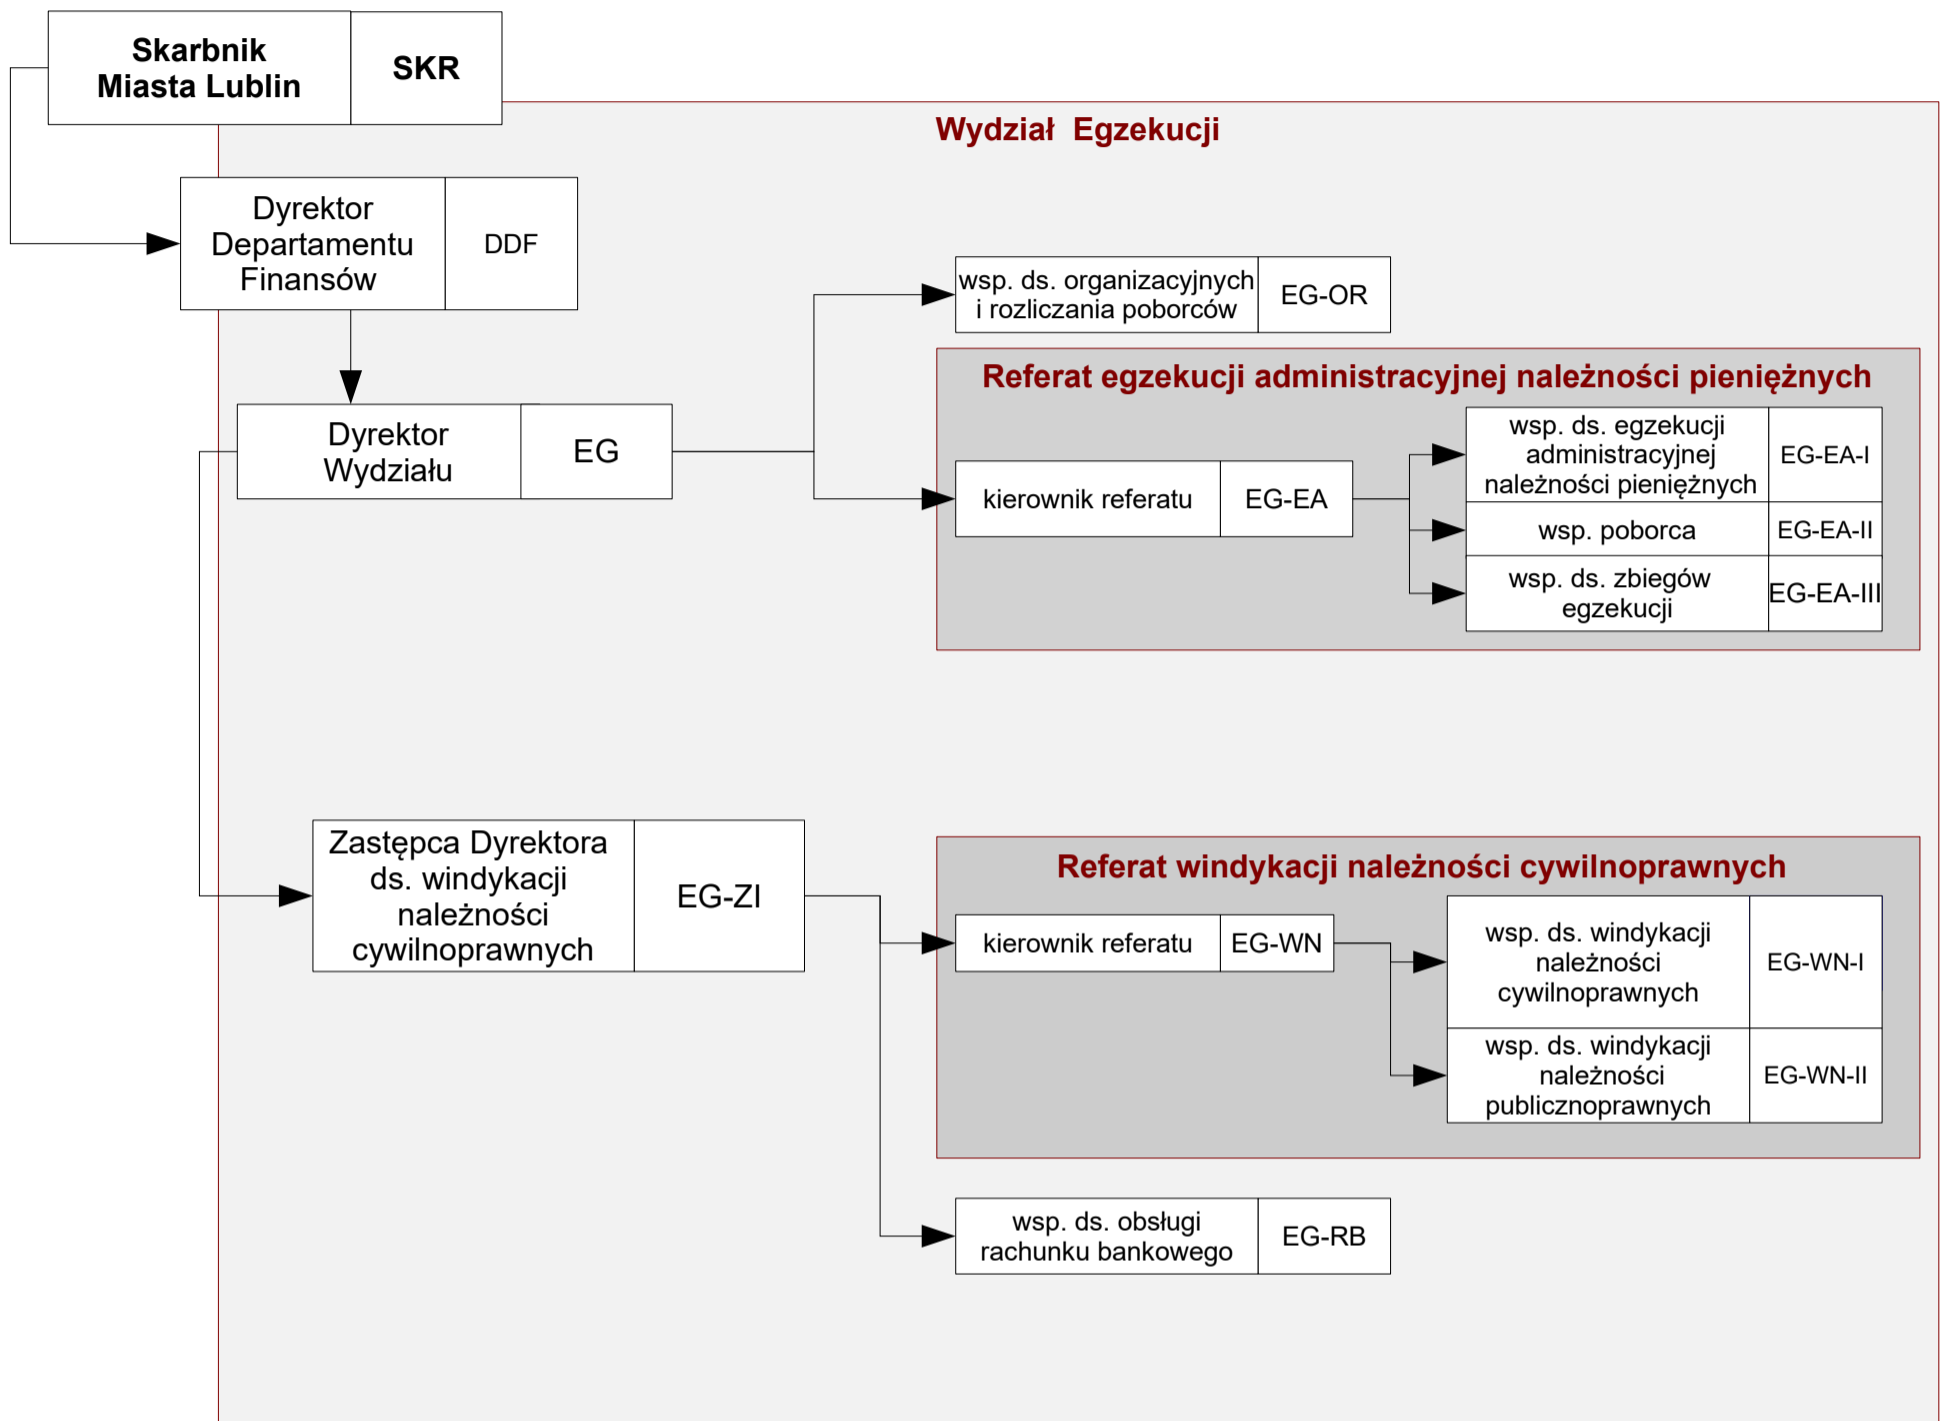 Skarbnik
Miasta Lublin
SKR
Wydział Egzekucji
Dyrektor
Departamentu
Finansów
DDF
wsp. ds. organizacyjnych
i rozliczania poborców
EG-OR
Referat egzekucji administracyjnej należności pieniężnych
Dyrektor
Wydziału
EG
kierownik referatu
EG-EA
wsp. ds. egzekucji
administracyjnej
należności pieniężnych
EG-EA-I
wsp. poborca
EG-EA-II
wsp. ds. zbiegów
egzekucji
EG-EA-III
Zastępca Dyrektora
ds. windykacji
należności
cywilnoprawnych
EG-ZI
Referat windykacji należności cywilnoprawnych
kierownik referatu
EG-WN
wsp. ds. windykacji
należności
cywilnoprawnych
EG-WN-I
wsp. ds. windykacji
należności
publicznoprawnych
EG-WN-II
wsp. ds. obsługi
rachunku bankowego
EG-RB